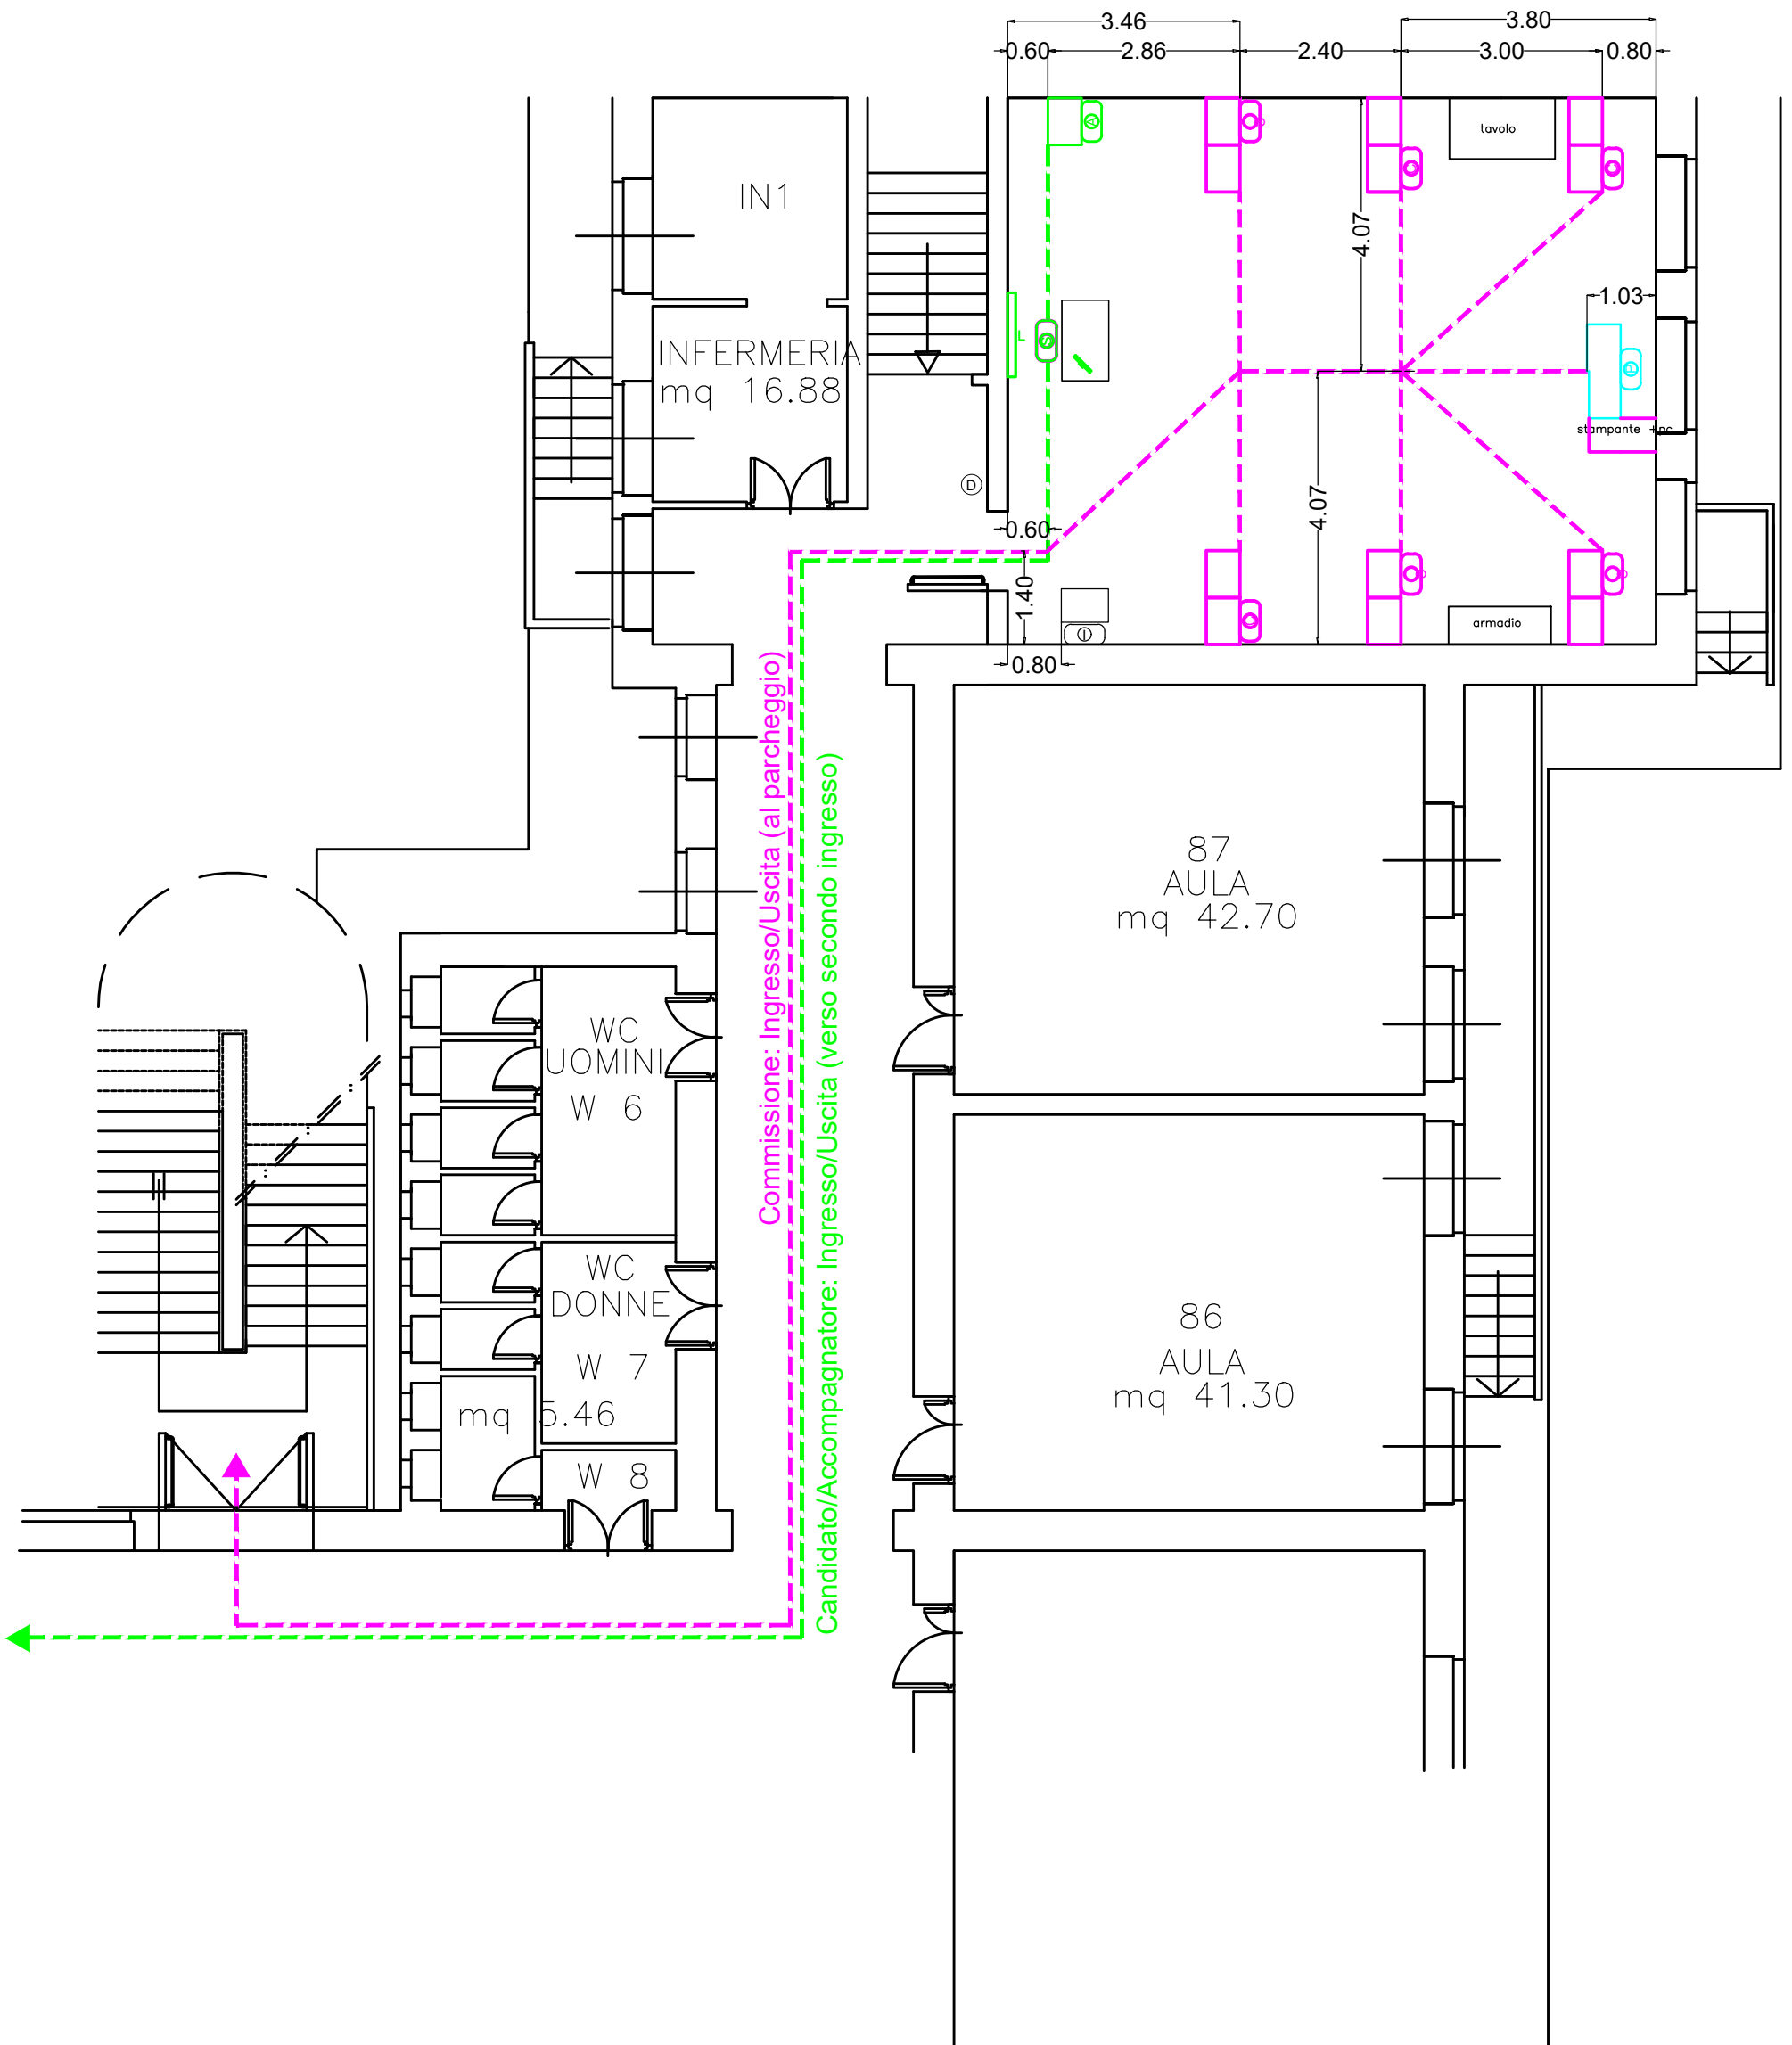 3.46
3.80
0.60
2.86
2.40
3.00
0.80
A
tavolo
IN1
4.07
1.03
L
S
P
INFERMERIA
mq 16.88
stampante +pc
D
4.07
0.60
1.40
I
armadio
0.80
Commissione: Ingresso/Uscita (al parcheggio)
Candidato/Accompagnatore: Ingresso/Uscita (verso secondo ingresso)
87
AULA
mq 42.70
WC
UOMINI
W 6
WC
DONNE
W 7
mq 5.46
W 8
86
AULA
mq 41.30